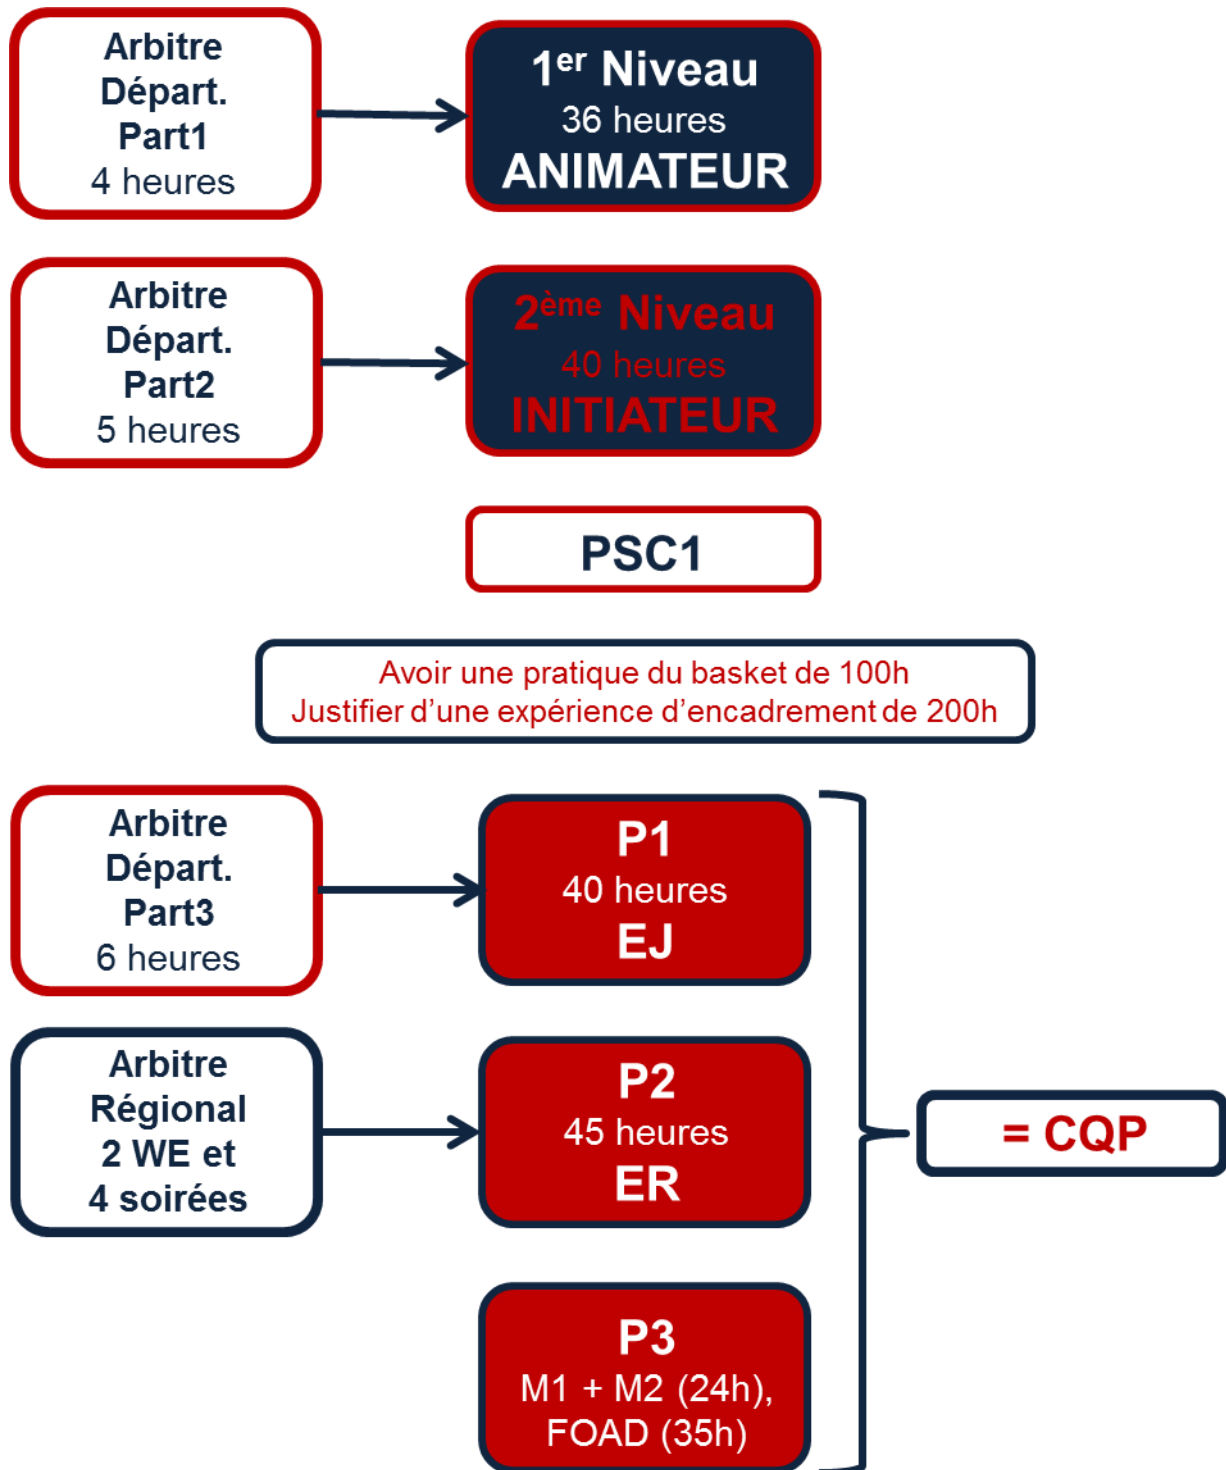 Arbitre
Départ.
Part1
4 heures
1er Niveau
36 heures
ANIMATEUR
Arbitre
Départ.
Part2
5 heures
2ème Niveau
40 heures
INITIATEUR
PSC1
Avoir une pratique du basket de 100h
Justifier d’une expérience d’encadrement de 200h
Arbitre
Départ.
Part3
6 heures
P1
40 heures
EJ
Arbitre
Régional
2 WE et
4 soirées
P2
45 heures
ER
= CQP
P3
M1 + M2 (24h),
FOAD (35h)